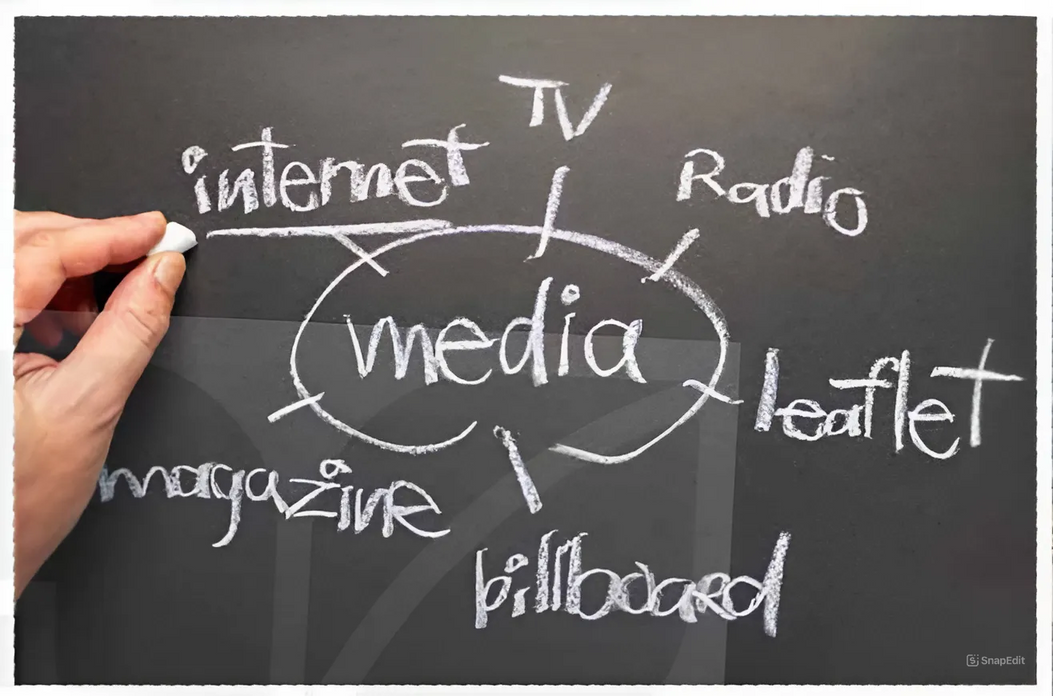 TV
internet
Radio
media
leaflet
magazine
billboard
SnapEdit